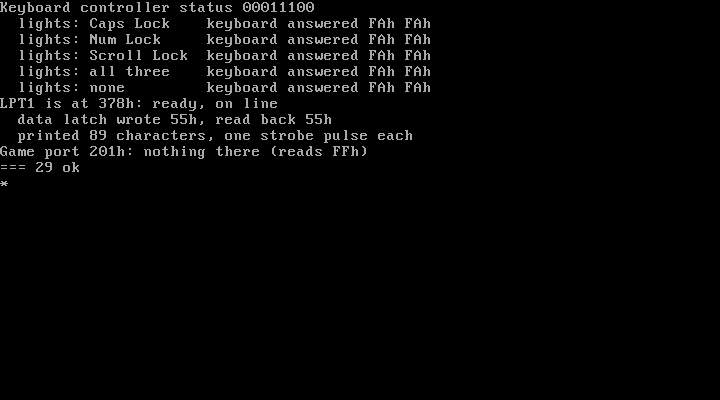 Keyboard controller status 00011100
  lights: Caps Lock    keyboard answered FAh FAh
  lights: Num Lock     keyboard answered FAh FAh
  lights: Scroll Lock  keyboard answered FAh FAh
  lights: all three    keyboard answered FAh FAh
  lights: none         keyboard answered FAh FAh
LPT1 is at 378h: ready, on line
  data latch wrote 55h, read back 55h
  printed 89 characters, one strobe pulse each
Game port 201h: nothing there (reads FFh)
=== 29 ok
*